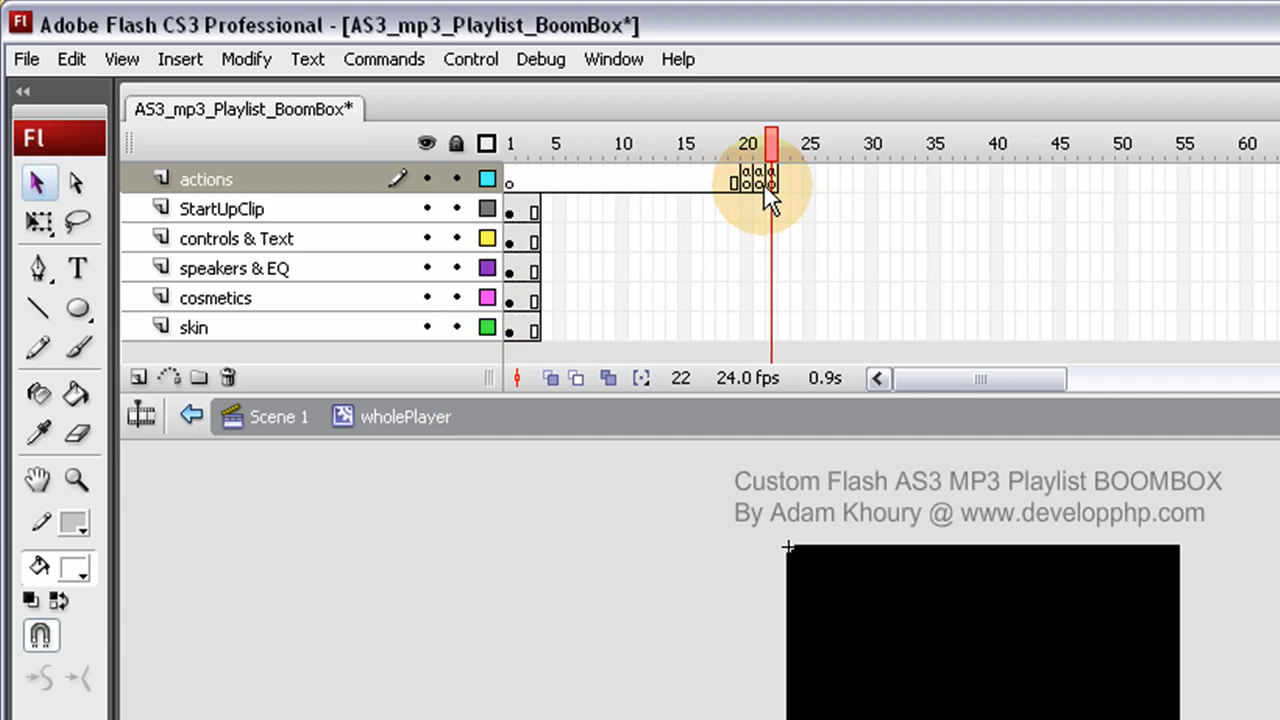 Fl Adobe Flash CS3 Professional - [AS3_mp3_Playlist_BoomBox*]
File Edit View Insert Modify Text Commands Control Debug Window Help
AS3_mp3_Playlist_BoomBox*
Fl
1 5 10 15 20 25 30 35 40 45 50 55 60
actions
a a a
StartUpClip
controls & Text
speakers & EQ
cosmetics
skin
22 24.0 fps 0.9s
Scene 1 wholePlayer
Custom Flash AS3 MP3 Playlist BOOMBOX
By Adam Khoury @ www.developphp.com